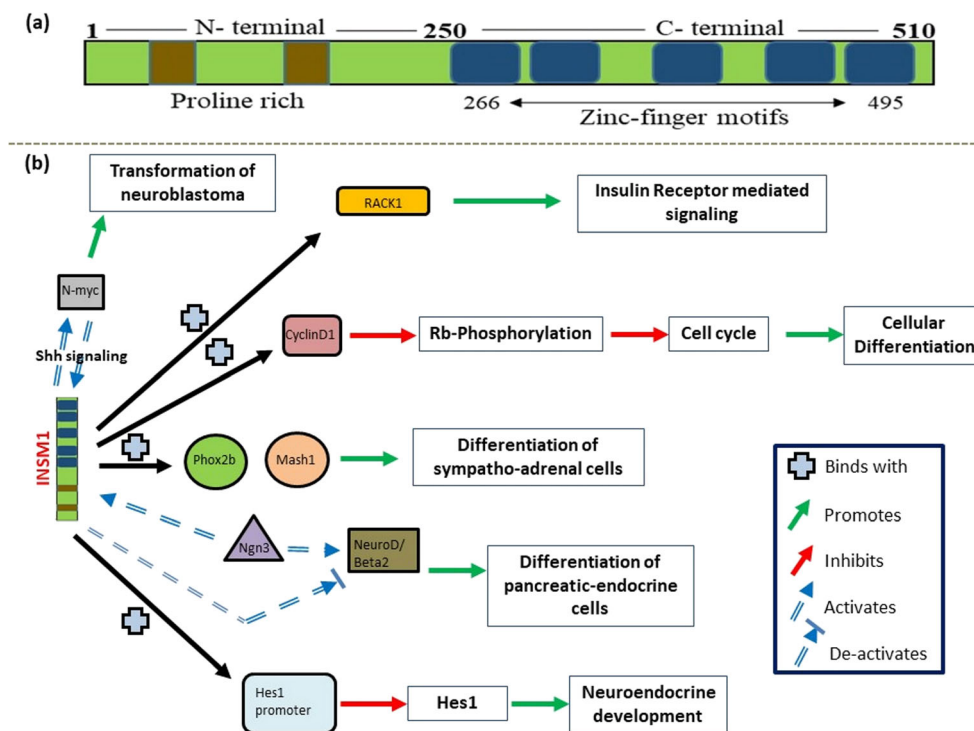 (a)
1 N- terminal 250 C- terminal 510
Proline rich 266 495
Zinc-finger motifs
(b)
Transformation of
neuroblastoma
RACK1
Insulin Receptor mediated
signaling
N-myc
Shh signaling
CyclinD1
Rb-Phosphorylation
Cell cycle
Cellular
Differentiation
INSM1
Phox2b
Mash1
Differentiation of
sympatho-adrenal cells
Ngn3
NeuroD/
Beta2
Differentiation of
pancreatic-endocrine
cells
Hes1
promoter
Hes1
Neuroendocrine
development
Binds with
Promotes
Inhibits
Activates
De-activates